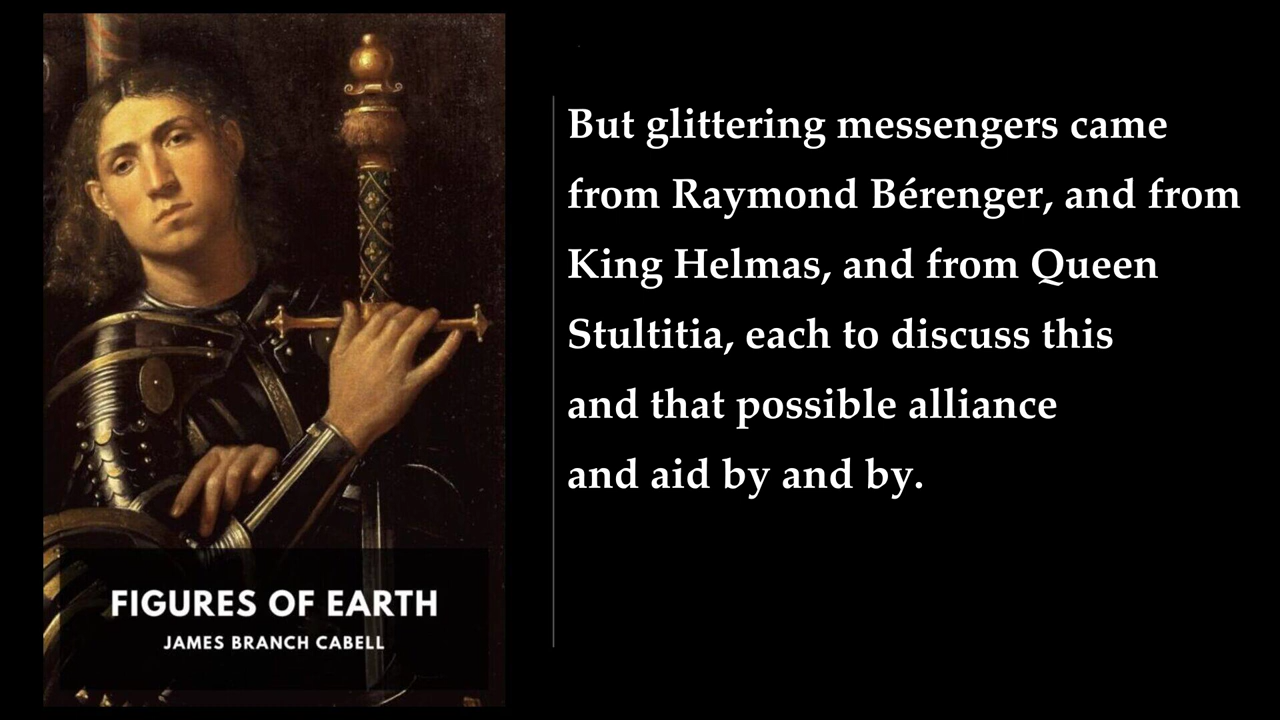 But glittering messengers came
from Raymond Bérenger, and from
King Helmas, and from Queen
Stultitia, each to discuss this
and that possible alliance
and aid by and by.
FIGURES OF EARTH
JAMES BRANCH CABELL